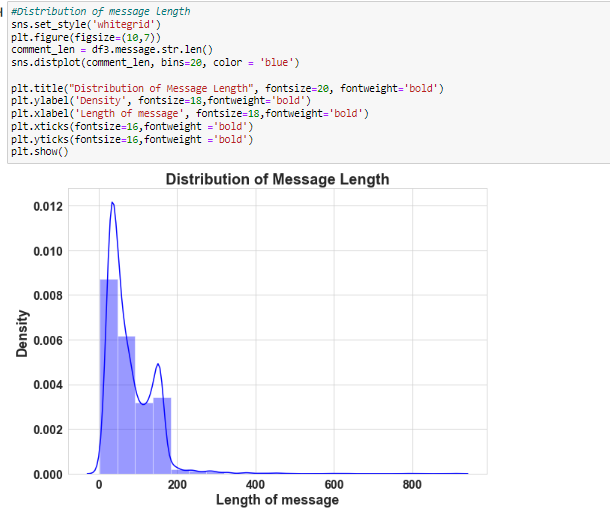 #Distribution of message Length
sns.set_style('whitegrid')
plt.figure(figsize=(10,7))
comment_len = df3.message.str.len()
sns.distplot(comment_len, bins=20, color = 'blue')
plt.title("Distribution of Message Length", fontsize=20, fontweight='bold')
plt.ylabel('Density', fontsize=18,fontweight='bold')
plt.xlabel('Length of message', fontsize=18,fontweight='bold')
plt.xticks(fontsize=16,fontweight ='bold')
plt.yticks(fontsize=16,fontweight ='bold')
plt.show()
Distribution of Message Length
0.012
0.010
0.008
0.006
0.004
0.002
0.000
Density
0 200 400 600 800
Length of message